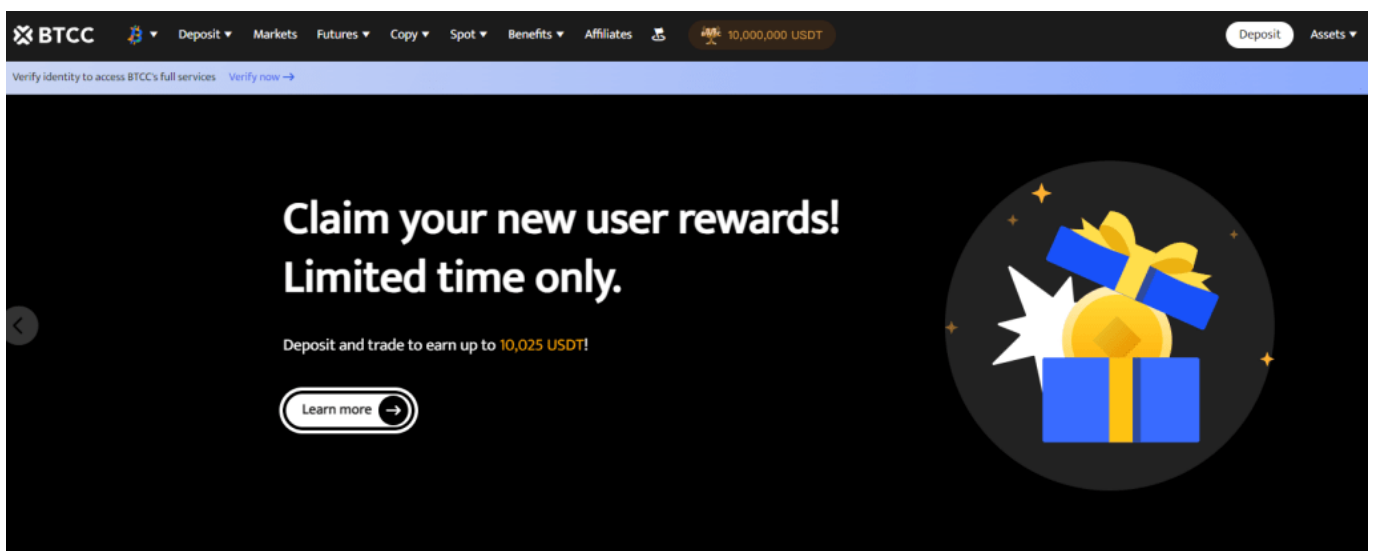 BTCC Deposit ▼ Markets Futures ▼ Copy ▼ Spot ▼ Benefits ▼ Affiliates 10,000,000 USDT Deposit Assets ▼
Verify identity to access BTCC's full services Verify now →
Claim your new user rewards!
Limited time only.
Deposit and trade to earn up to 10,025 USDT!
Learn more →